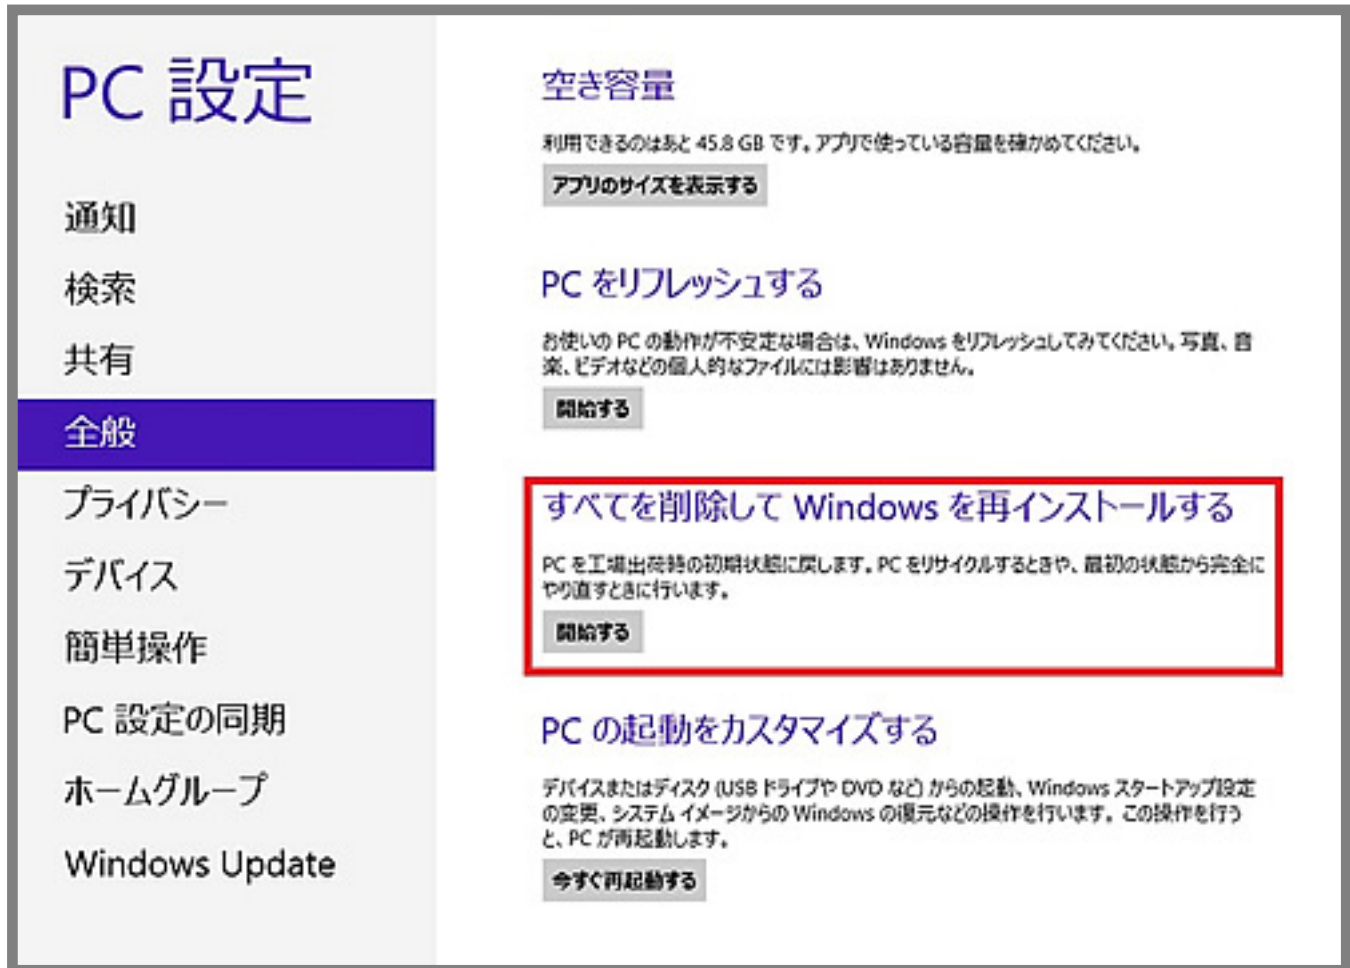 PC 設定
通知
検索
共有
全般
プライバシー
デバイス
簡単操作
PC 設定の同期
ホームグループ
Windows Update
空き容量
利用できるのはあと 45.8 GB です。アプリで使っている容量を確かめてください。
アプリのサイズを表示する
PC をリフレッシュする
お使いの PC の動作が不安定な場合は、Windows をリフレッシュしてみてください。写真、音
楽、ビデオなどの個人的なファイルには影響はありません。
開始する
すべてを削除して Windows を再インストールする
PC を工場出荷時の初期状態に戻します。PC をリサイクルするときや、最初の状態から完全に
やり直すときに行います。
開始する
PC の起動をカスタマイズする
デバイスまたはディスク (USB ドライブや DVD など) からの起動、Windows スタートアップ設定
の変更、システム イメージからの Windows の復元などの操作を行います。この操作を行う
と、PC が再起動します。
今すぐ再起動する